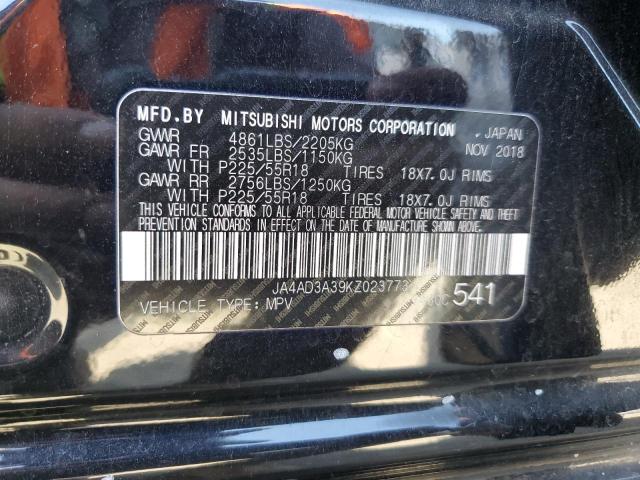 MFD.BY MITSUBISHI MOTORS CORPORATION JAPAN
GVWR 4861LBS/2205KG NOV 2018
GAWR FR 2535LBS/1150KG
WITH P225/55R18 TIRES 18X7.0J RIMS
GAWR RR 2756LBS/1250KG
WITH P225/55R18 TIRES 18X7.0J RIMS
THIS VEHICLE CONFORMS TO ALL APPLICABLE FEDERAL MOTOR VEHICLE SAFETY AND THEFT
PREVENTION STANDARDS IN EFFECT ON THE DATE OF MANUFACTURE SHOWN ABOVE.
JA4AD3A39KZ023773
VEHICLE TYPE:MPV 541